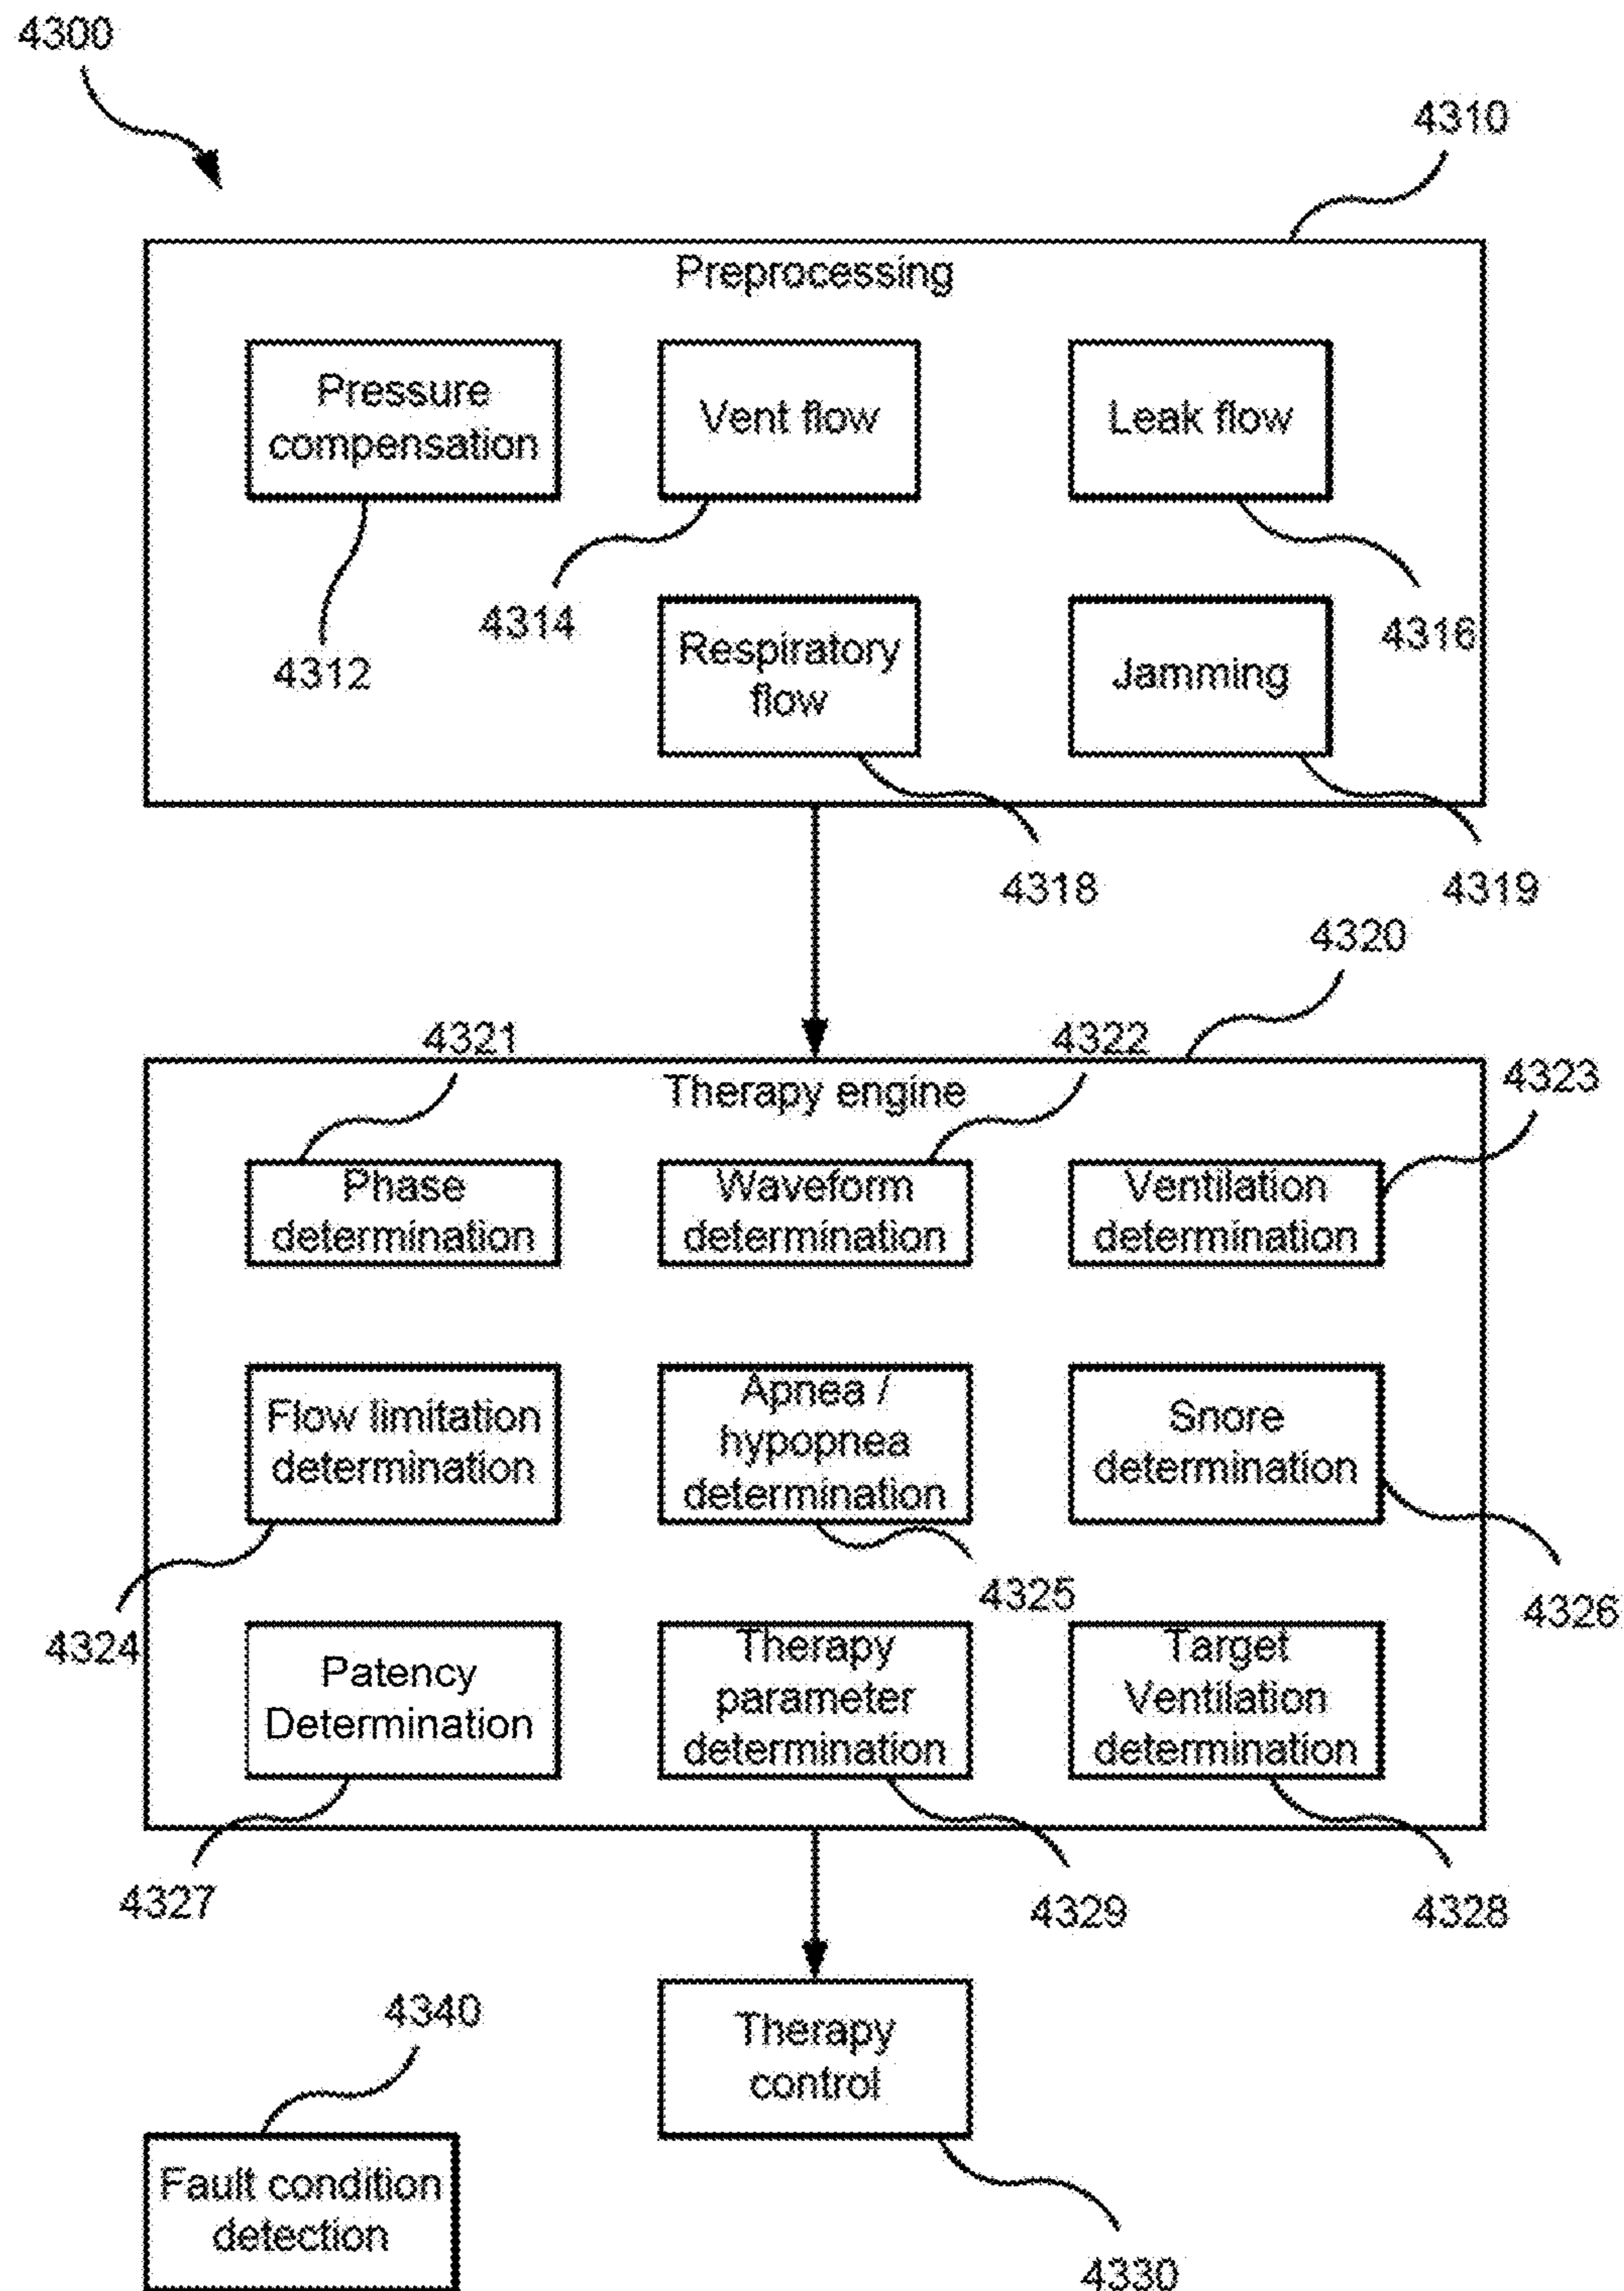 4300
4310
Preprocessing
Pressure
compensation
Vent flow
Leak flow
4312
4314
4316
Respiratory
flow
Jamming
4318
4319
4320
4321
4322
4323
Therapy engine
Phase
determination
Waveform
determination
Ventilation
determination
Flow limitation
determination
Apnea /
hypopnea
determination
Snore
determination
4324
4325
4326
Patency
Determination
Therapy
parameter
determination
Target
Ventilation
determination
4327
4329
4328
4340
Therapy
control
Fault condition
detection
4330